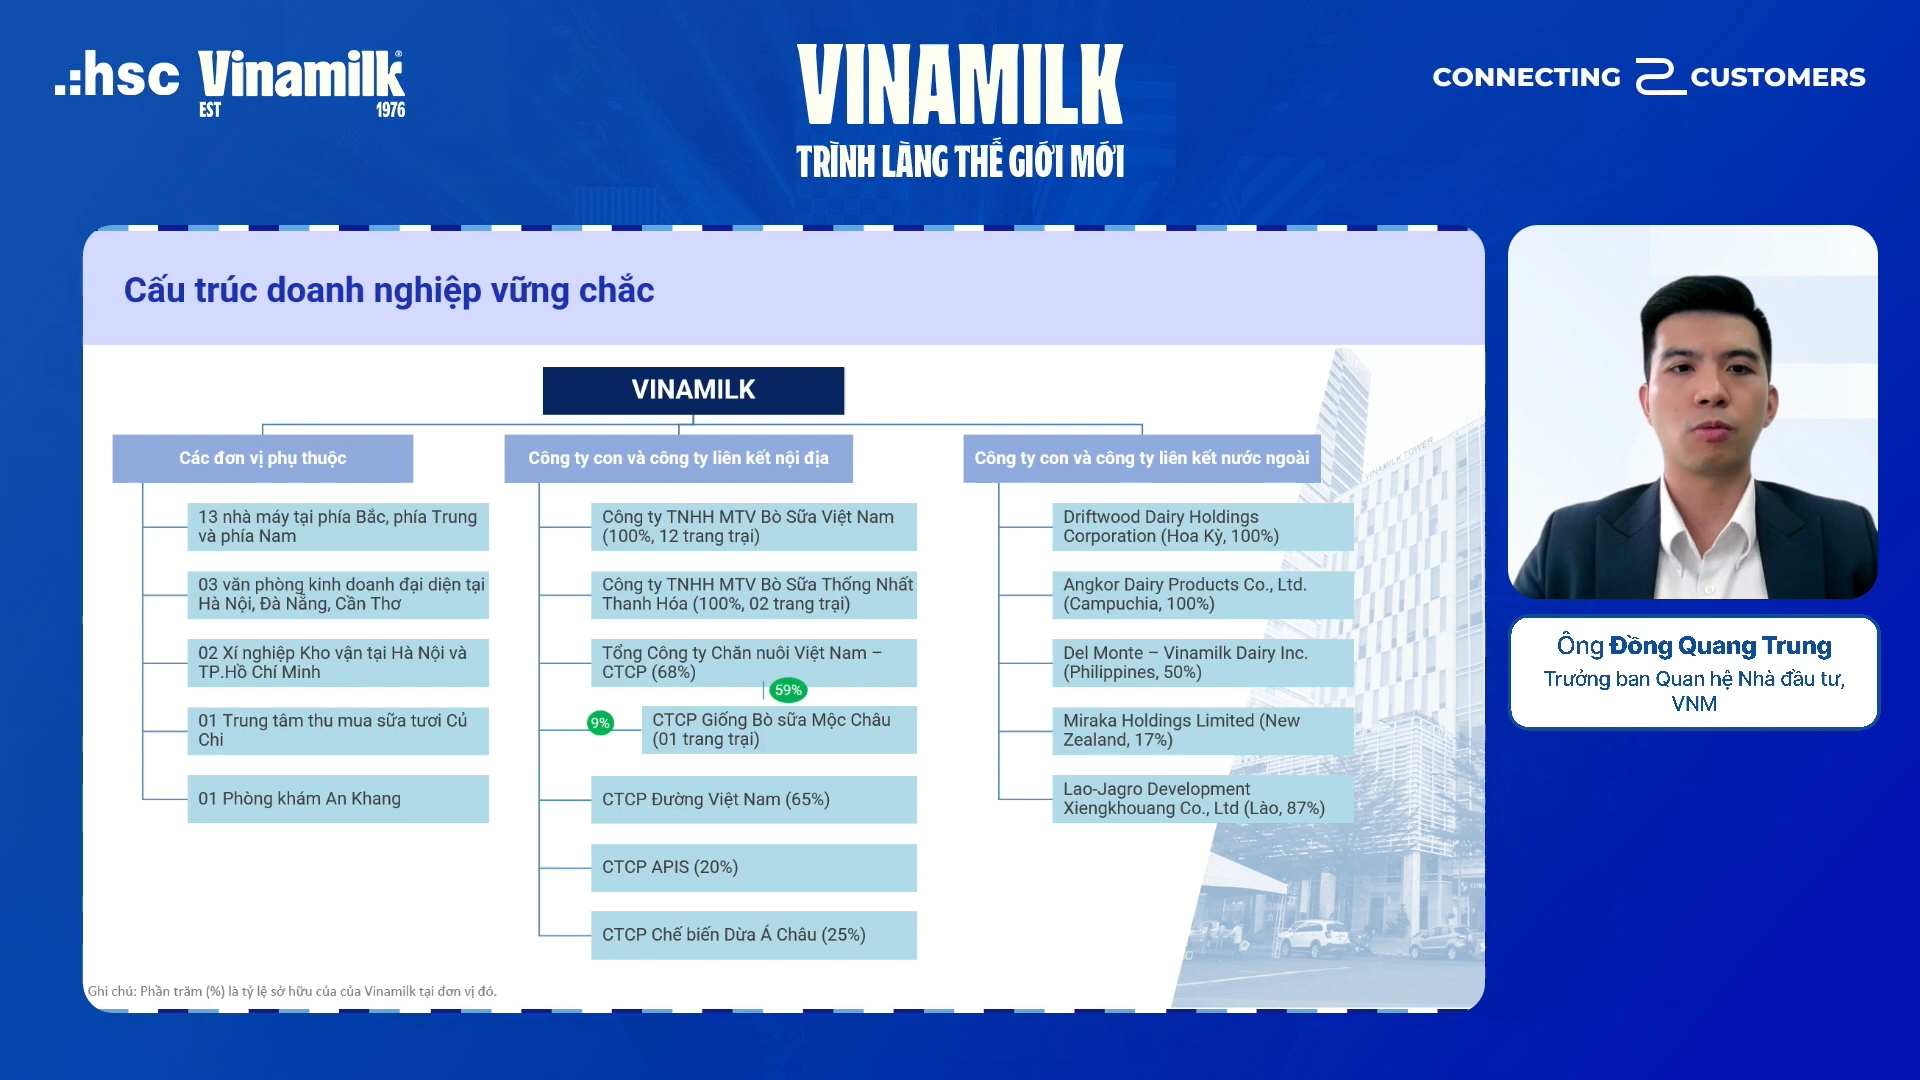 .:hsc Vinamilk®
EST 1976
VINAMILK
TRÌNH LÀNG THẾ GIỚI MỚI
CONNECTING CUSTOMERS
Cấu trúc doanh nghiệp vững chắc
VINAMILK
Các đơn vị phụ thuộc
13 nhà máy tại phía Bắc, phía Trung
và phía Nam
03 văn phòng kinh doanh đại diện tại
Hà Nội, Đà Nẵng, Cần Thơ
02 Xí nghiệp Kho vận tại Hà Nội và
TP.Hồ Chí Minh
01 Trung tâm thu mua sữa tươi Củ
Chi
01 Phòng khám An Khang
Công ty con và công ty liên kết nội địa
Công ty TNHH MTV Bò Sữa Việt Nam
(100%, 12 trang trại)
Công ty TNHH MTV Bò Sữa Thống Nhất
Thanh Hóa (100%, 02 trang trại)
Tổng Công ty Chăn nuôi Việt Nam –
CTCP (68%)
59%
9%
CTCP Giống Bò sữa Mộc Châu
(01 trang trại)
CTCP Đường Việt Nam (65%)
CTCP APIS (20%)
CTCP Chế biến Dừa Á Châu (25%)
Công ty con và công ty liên kết nước ngoài
Driftwood Dairy Holdings
Corporation (Hoa Kỳ, 100%)
Angkor Dairy Products Co., Ltd.
(Campuchia, 100%)
Del Monte – Vinamilk Dairy Inc.
(Philippines, 50%)
Miraka Holdings Limited (New
Zealand, 17%)
Lao-Jagro Development
Xiengkhouang Co., Ltd (Lào, 87%)
VINAMILK TOWER
Ghi chú: Phần trăm (%) là tỷ lệ sở hữu của của Vinamilk tại đơn vị đó.
Ông Đồng Quang Trung
Trưởng ban Quan hệ Nhà đầu tư,
VNM